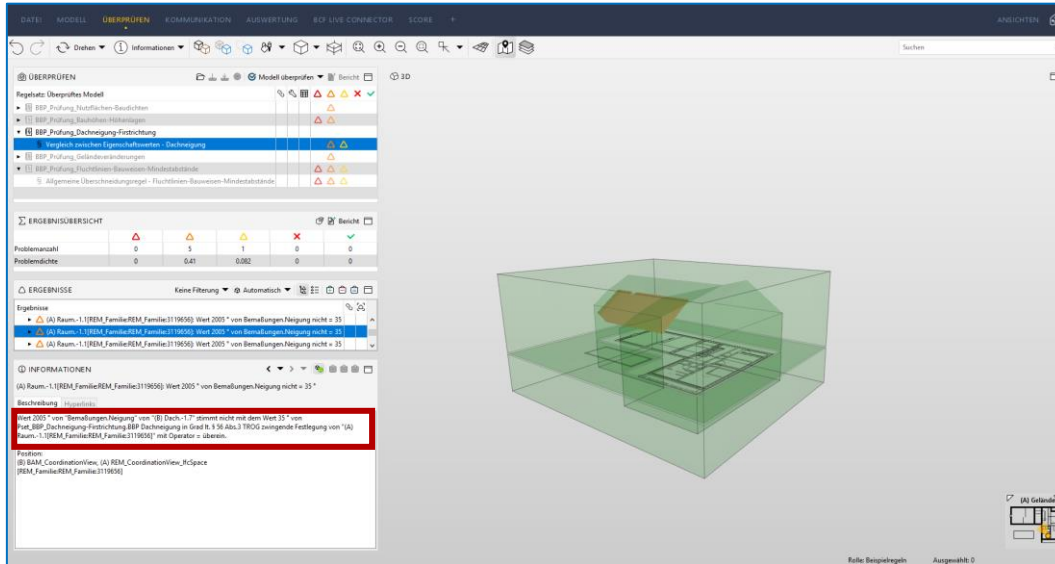 DATEI MODELL ÜBERPRÜFEN KOMMUNIKATION AUSWERTUNG BCF LIVE CONNECTOR SCORE + ANSICHTEN
Drehen Informationen Suchen
ÜBERPRÜFEN Modell überprüfen Bericht
3D
Regelsatz: Überprüftes Modell
BBP_Prüfung_Nutzflächen-Baudichten
BBP_Prüfung_Bauhöhen-Höhenlagen
BBP_Prüfung_Dachneigung-Firstrichtung
Vergleich zwischen Eigenschaftswerten - Dachneigung
BBP_Prüfung_Geländeveränderungen
BBP_Prüfung_Fluchtlinien-Bauweisen-Mindestabstände
§ Allgemeine Überschneidungsregel - Fluchtlinien-Bauweisen-Mindestabstände
∑ ERGEBNISÜBERSICHT Bericht
Problemanzahl 0 5 1 0 0
Problemdichte 0 0.41 0.082 0 0
ERGEBNISSE Keine Filterung Automatisch
Ergebnisse
(A) Raum.-1.1[REM_Familie:REM_Familie:3119656]: Wert 2005 ° von Bemaßungen.Neigung nicht = 35
(A) Raum.-1.1[REM_Familie:REM_Familie:3119656]: Wert 2005 ° von Bemaßungen.Neigung nicht = 35
(A) Raum.-1.1[REM_Familie:REM_Familie:3119656]: Wert 2005 ° von Bemaßungen.Neigung nicht = 35
INFORMATIONEN
(A) Raum.-1.1[REM_Familie:REM_Familie:3119656]: Wert 2005 ° von Bemaßungen.Neigung nicht = 35 °
Beschreibung Hyperlinks
Wert 2005 ° von "Bemaßungen.Neigung" von "(B) Dach.-1.7" stimmt nicht mit dem Wert 35 ° von
Pset_BBP_Dachneigung-Firstrichtung.BBP Dachneigung in Grad lt. § 56 Abs.3 TROG zwingende Festlegung von "(A)
Raum.-1.1[REM_Familie:REM_Familie:3119656]" mit Operator = überein.
Position:
(B) BAM_CoordinationView, (A) REM_CoordinationView_IfcSpace
[REM_Familie:REM_Familie:3119656]
(A) Gelände
Rolle: Beispielregeln Ausgewählt: 0